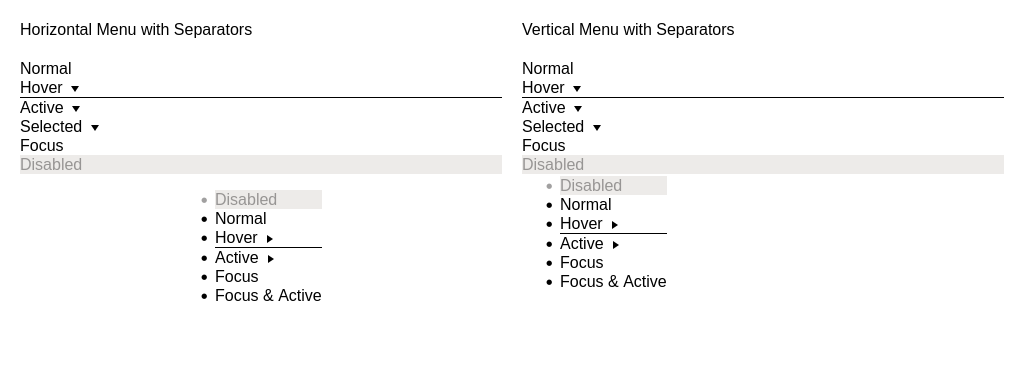 Horizontal Menu with Separators
Normal
Hover
Active
Selected
Focus
Disabled
Disabled
Normal
Hover
Active
Focus
Focus & Active
Vertical Menu with Separators
Normal
Hover
Active
Selected
Focus
Disabled
Disabled
Normal
Hover
Active
Focus
Focus & Active